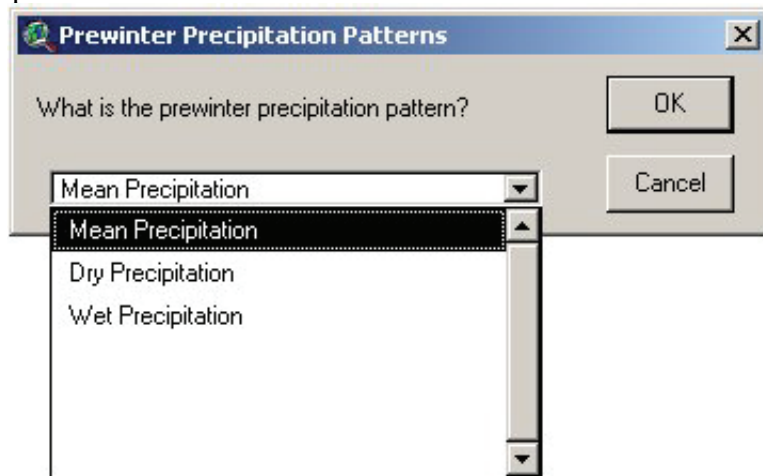 Prewinter Precipitation Patterns
What is the prewinter precipitation pattern?
OK
Mean Precipitation
Cancel
Mean Precipitation
Dry Precipitation
Wet Precipitation